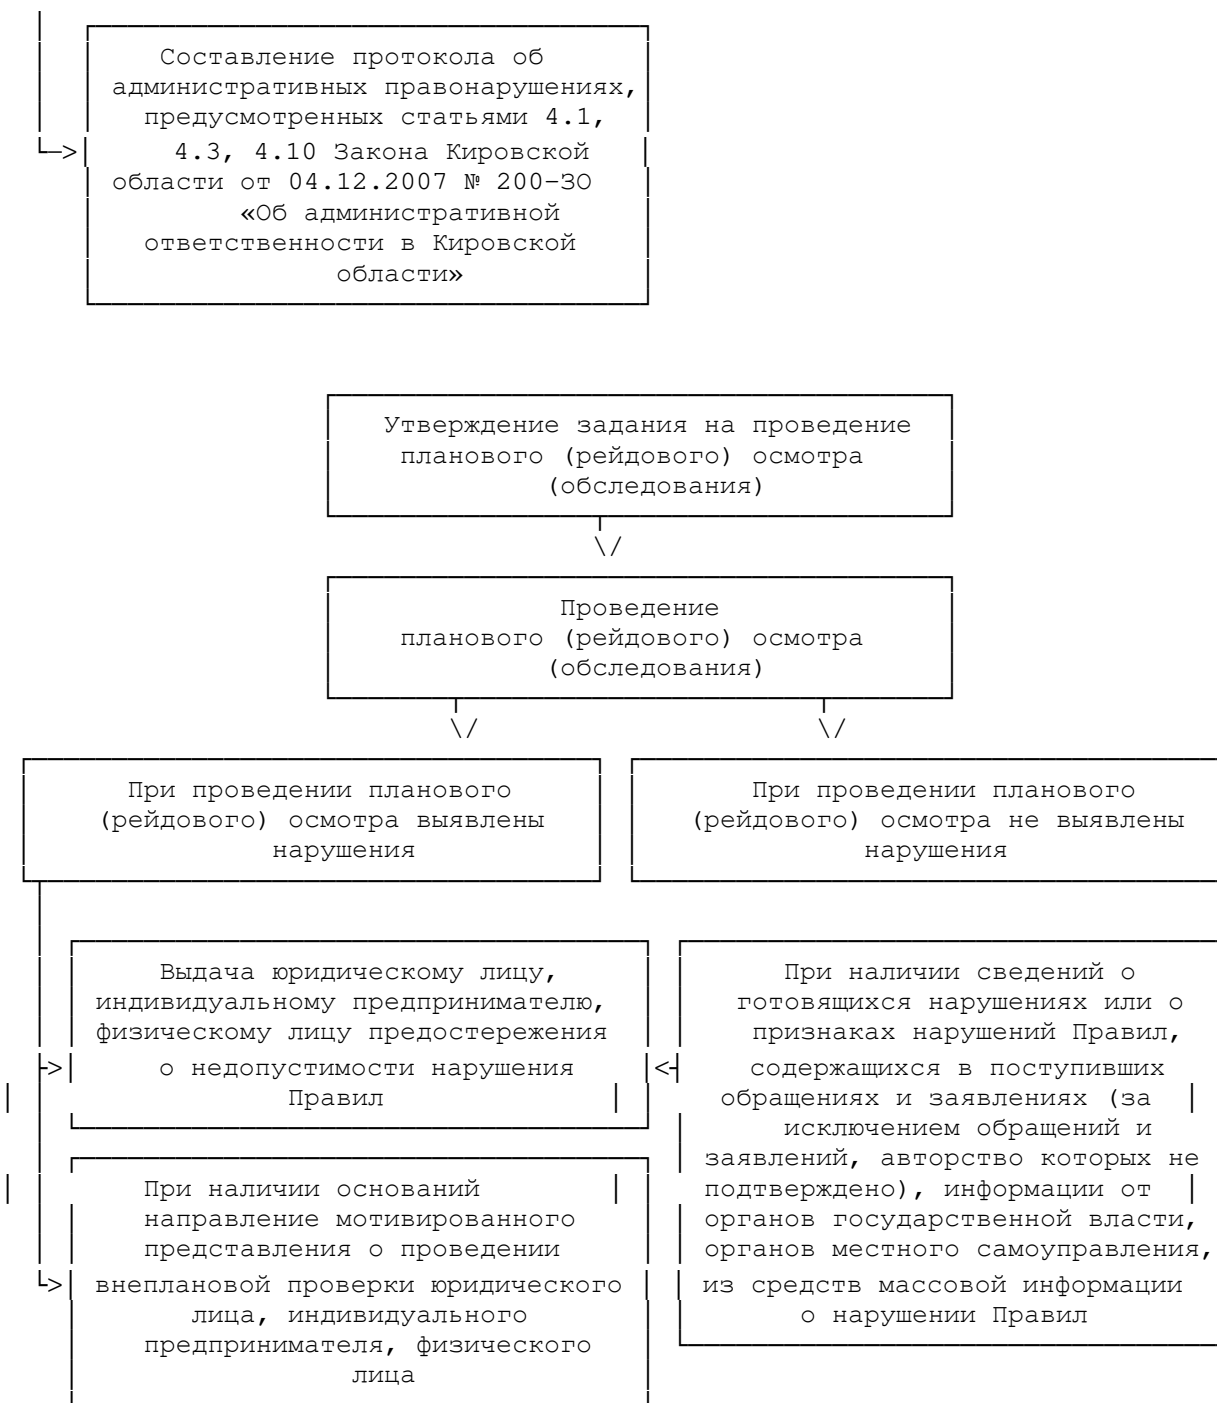 Составление протокола об
административных правонарушениях,
предусмотренных статьями 4.1,
4.3, 4.10 Закона Кировской
области от 04.12.2007 № 200-ЗО
«Об административной
ответственности в Кировской
области»
Утверждение задания на проведение
планового (рейдового) осмотра
(обследования)
Проведение
планового (рейдового) осмотра
(обследования)
При проведении планового
(рейдового) осмотра выявлены
нарушения
При проведении планового
(рейдового) осмотра не выявлены
нарушения
Выдача юридическому лицу,
индивидуальному предпринимателю,
физическому лицу предостережения
о недопустимости нарушения
Правил
При наличии сведений о
готовящихся нарушениях или о
признаках нарушений Правил,
содержащихся в поступивших
обращениях и заявлениях (за
исключением обращений и
заявлений, авторство которых не
подтверждено), информации от
органов государственной власти,
органов местного самоуправления,
из средств массовой информации
о нарушении Правил
При наличии оснований
направление мотивированного
представления о проведении
внеплановой проверки юридического
лица, индивидуального
предпринимателя, физического
лица